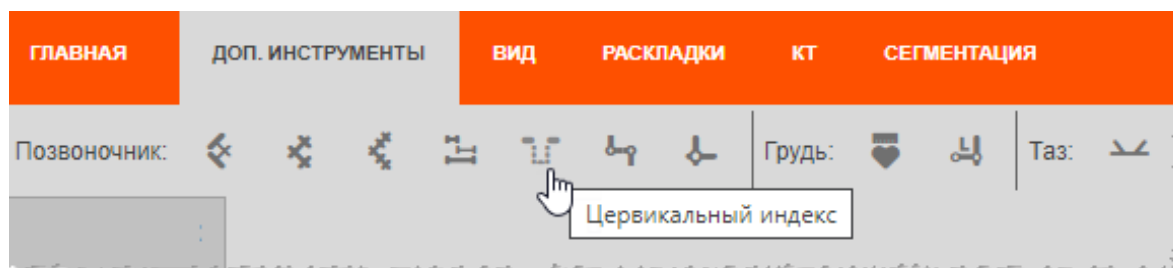 ГЛАВНАЯ ДОП. ИНСТРУМЕНТЫ ВИД РАСКЛАДКИ КТ СЕГМЕНТАЦИЯ
Позвоночник: Грудь: Таз:
Цервикальный индекс